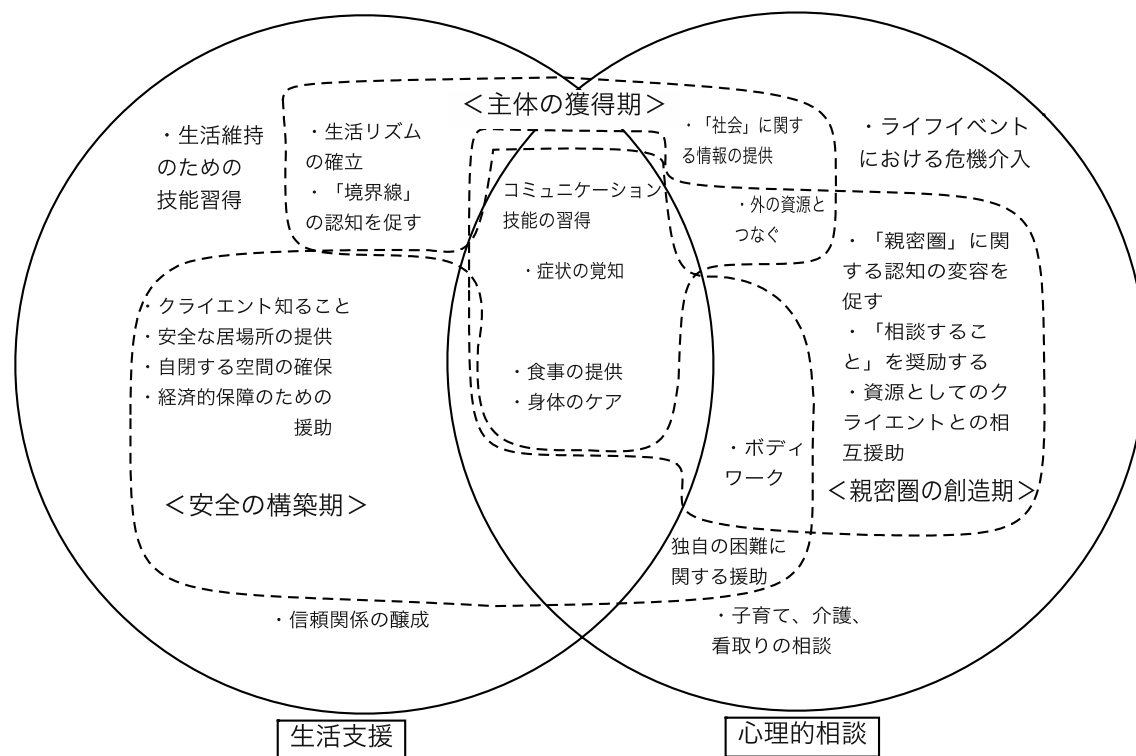 ＜主体の獲得期＞
・生活維持
のための
技能習得
・生活リズム
の確立
・「境界線」
の認知を促す
コミュニケーション
技能の習得
・症状の覚知
・食事の提供
・身体のケア
・「社会」に関す
る情報の提供
・外の資源と
つなぐ
・ライフイベント
における危機介入
・「親密圏」に関
する認知の変容を
促す
・「相談するこ
と」を奨励する
・資源としてのク
ライエントとの相
互援助
＜親密圏の創造期＞
・クライエント知ること
・安全な居場所の提供
・自閉する空間の確保
・経済的保障のための
援助
＜安全の構築期＞
・ボディ
ワーク
独自の困難に
関する援助
・信頼関係の醸成
・子育て、介護、
看取りの相談
生活支援
心理的相談